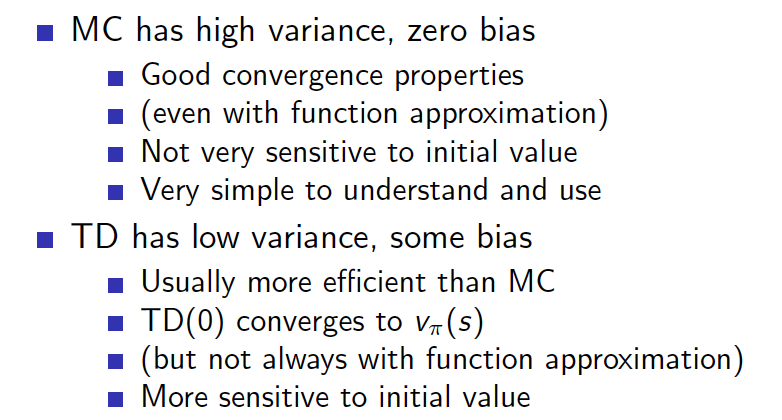 MC has high variance, zero bias
Good convergence properties
(even with function approximation)
Not very sensitive to initial value
Very simple to understand and use
TD has low variance, some bias
Usually more efficient than MC
TD(0) converges to vπ(s)
(but not always with function approximation)
More sensitive to initial value